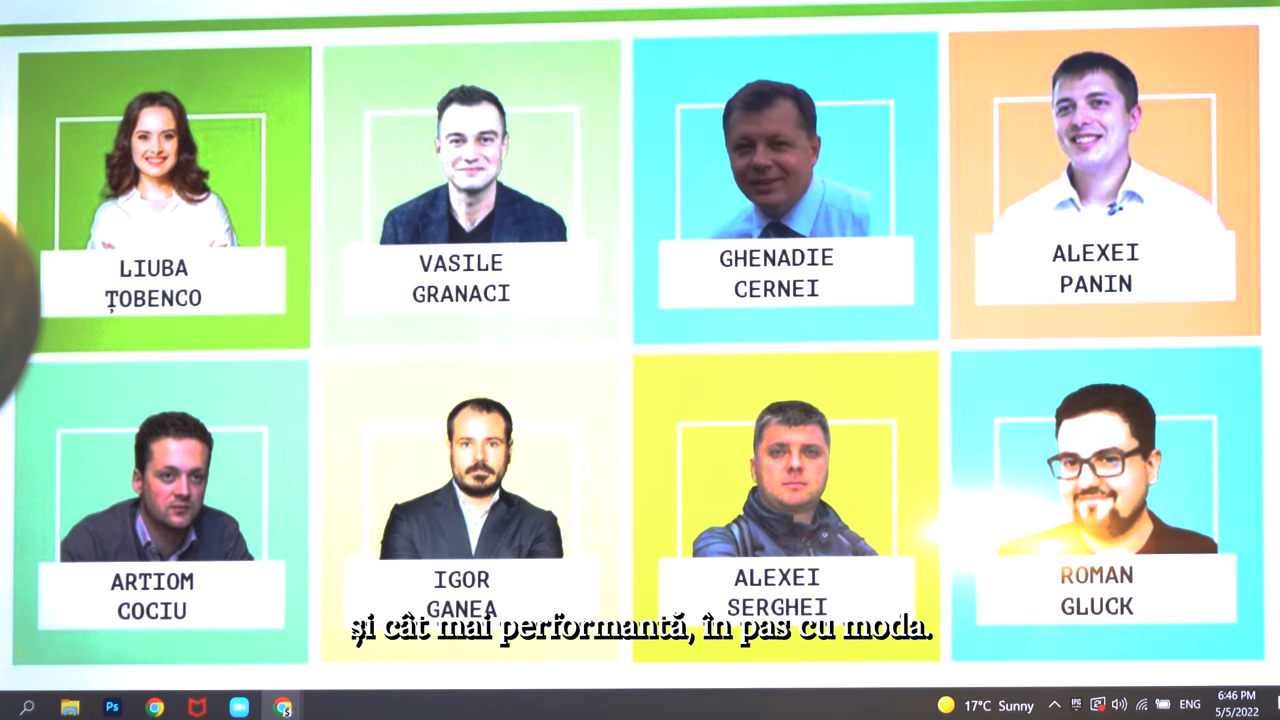 LIUBA
ȚOBENCO
VASILE
GRANACI
GHENADIE
CERNEI
ALEXEI
PANIN
ARTIOM
COCIU
IGOR
GANEA
ALEXEI
SERGHEI
ROMAN
GLUCK
și cât mai performantă, în pas cu moda.
Ps
17°C Sunny
ENG
6:46 PM
5/5/2022